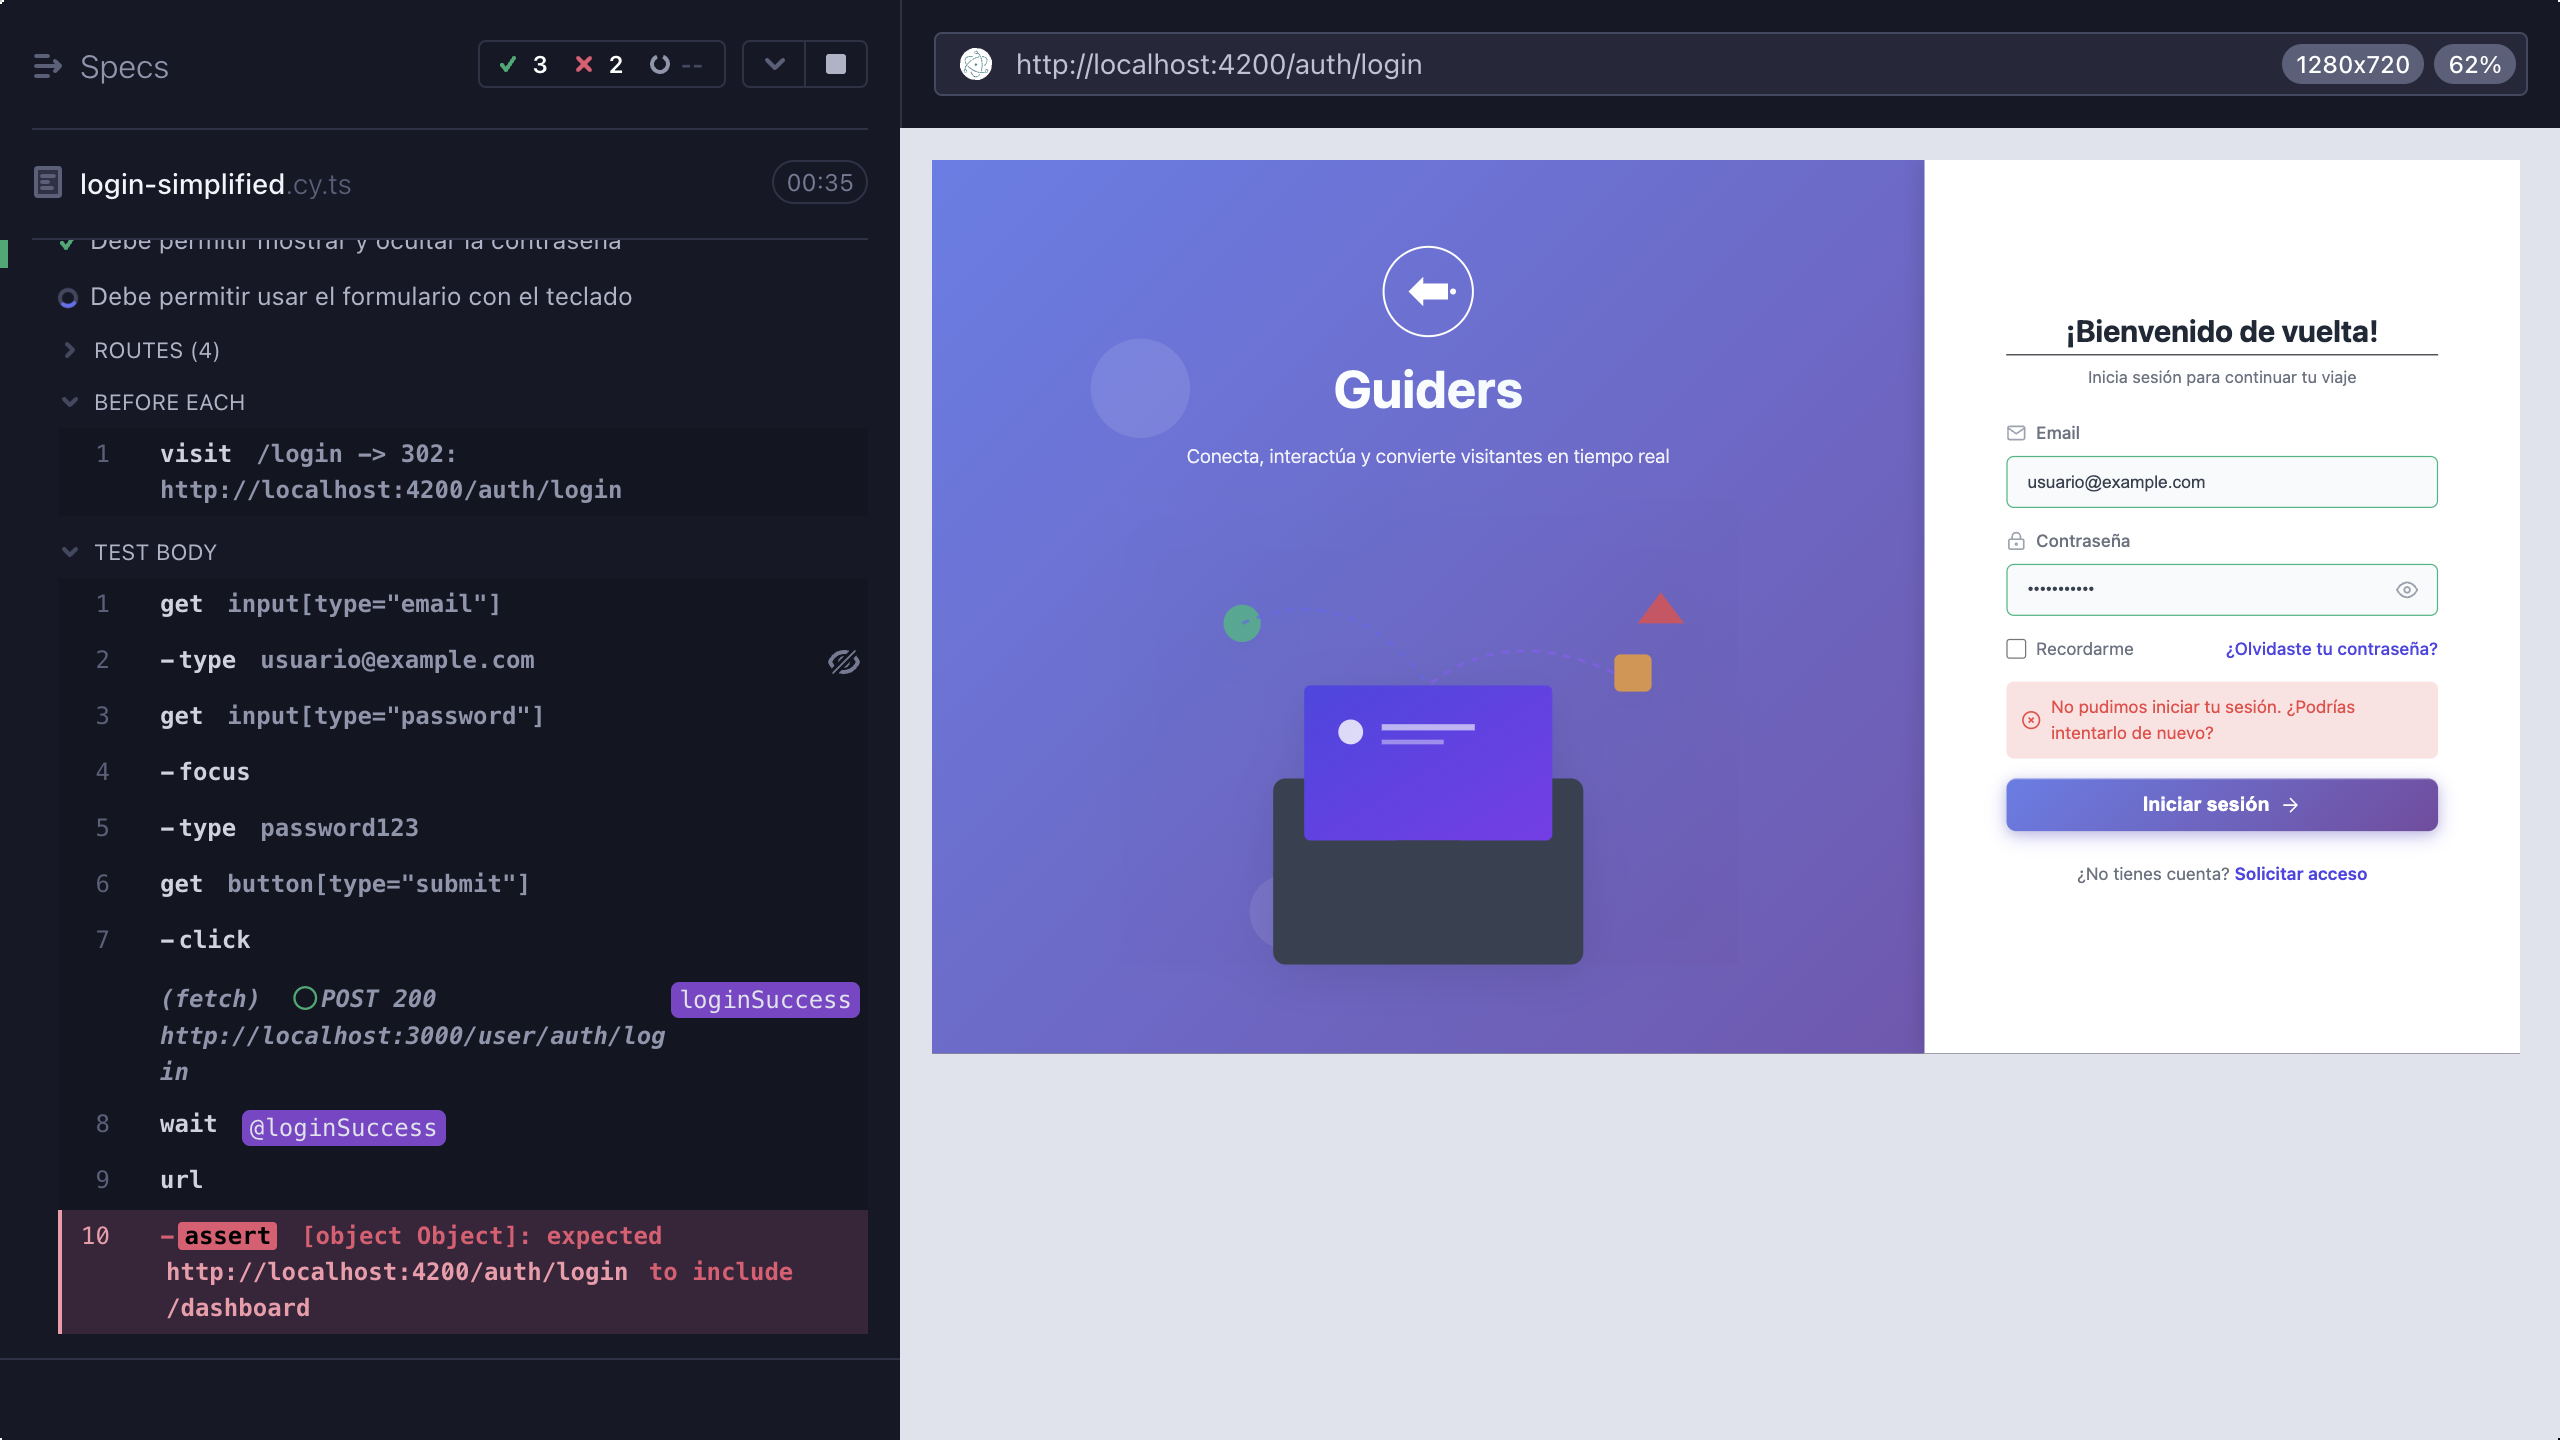 Specs
3 2 --
login-simplified.cy.ts
00:35
Debe permitir mostrar y ocultar la contraseña
Debe permitir usar el formulario con el teclado
ROUTES (4)
BEFORE EACH
1 visit /login -> 302:
http://localhost:4200/auth/login
TEST BODY
1 get input[type="email"]
2 -type usuario@example.com
3 get input[type="password"]
4 -focus
5 -type password123
6 get button[type="submit"]
7 -click
(fetch) POST 200 loginSuccess
http://localhost:3000/user/auth/log
in
8 wait @loginSuccess
9 url
10 -assert [object Object]: expected
http://localhost:4200/auth/login to include
/dashboard
http://localhost:4200/auth/login
1280x720 62%
Guiders
Conecta, interactúa y convierte visitantes en tiempo real
¡Bienvenido de vuelta!
Inicia sesión para continuar tu viaje
Email
usuario@example.com
Contraseña
•••••••••••
Recordarme ¿Olvidaste tu contraseña?
No pudimos iniciar tu sesión. ¿Podrías
intentarlo de nuevo?
Iniciar sesión →
¿No tienes cuenta? Solicitar acceso